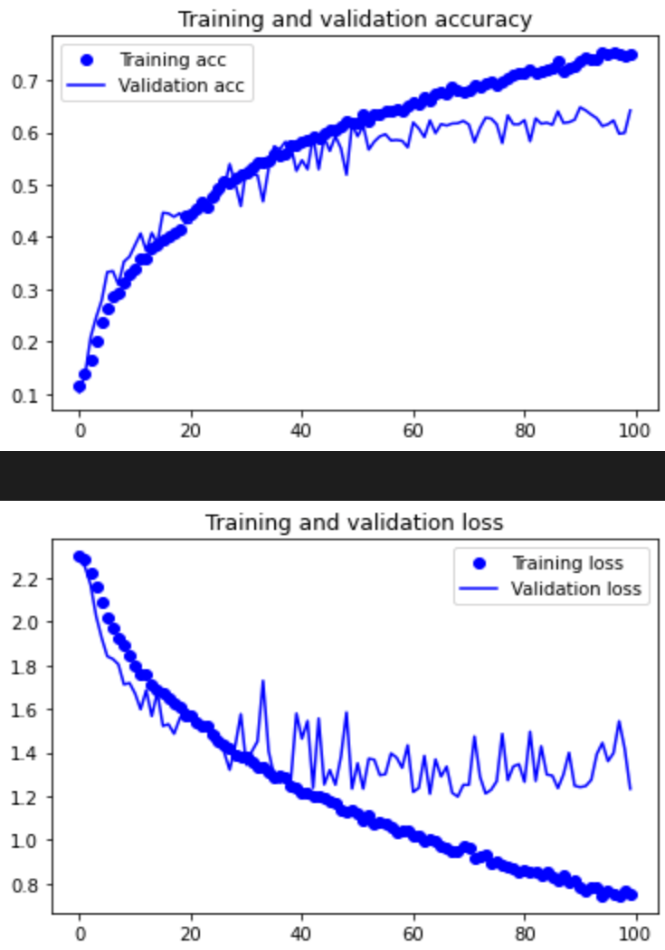 Training and validation accuracy
Training acc
Validation acc
0.7
0.6
0.5
0.4
0.3
0.2
0.1
0 20 40 60 80 100
Training and validation loss
Training loss
Validation loss
2.2
2.0
1.8
1.6
1.4
1.2
1.0
0.8
0 20 40 60 80 100